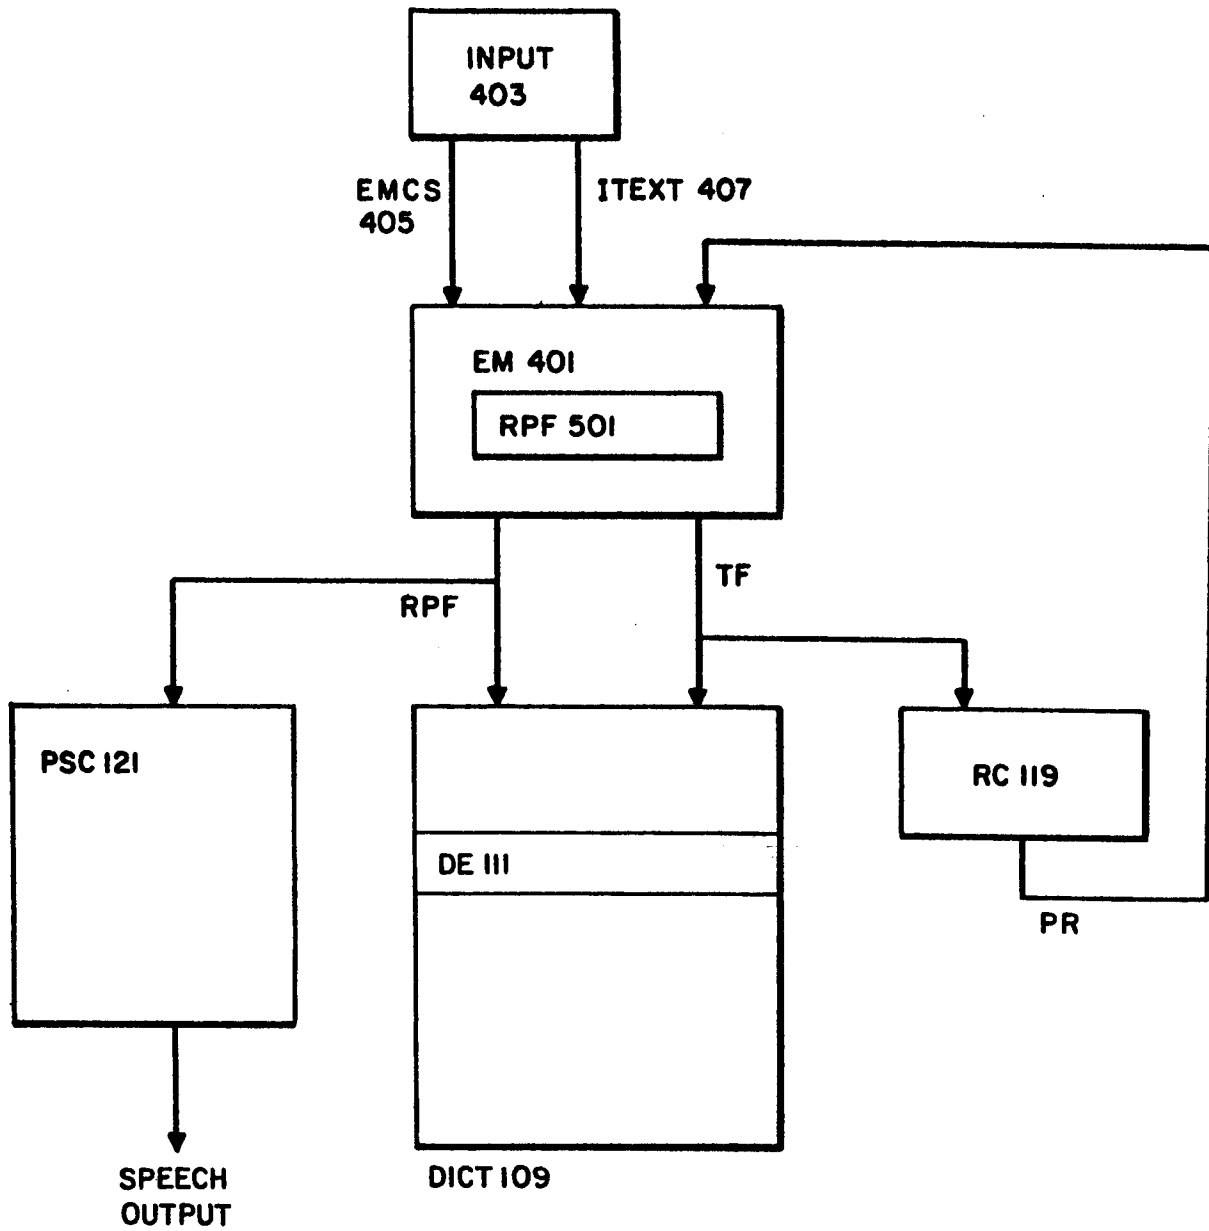 INPUT
403
EMCS
405
ITEXT 407
EM 401
RPF 501
TF
RPF
PSC 121
RC 119
DE 111
PR
SPEECH
OUTPUT
DICT 109